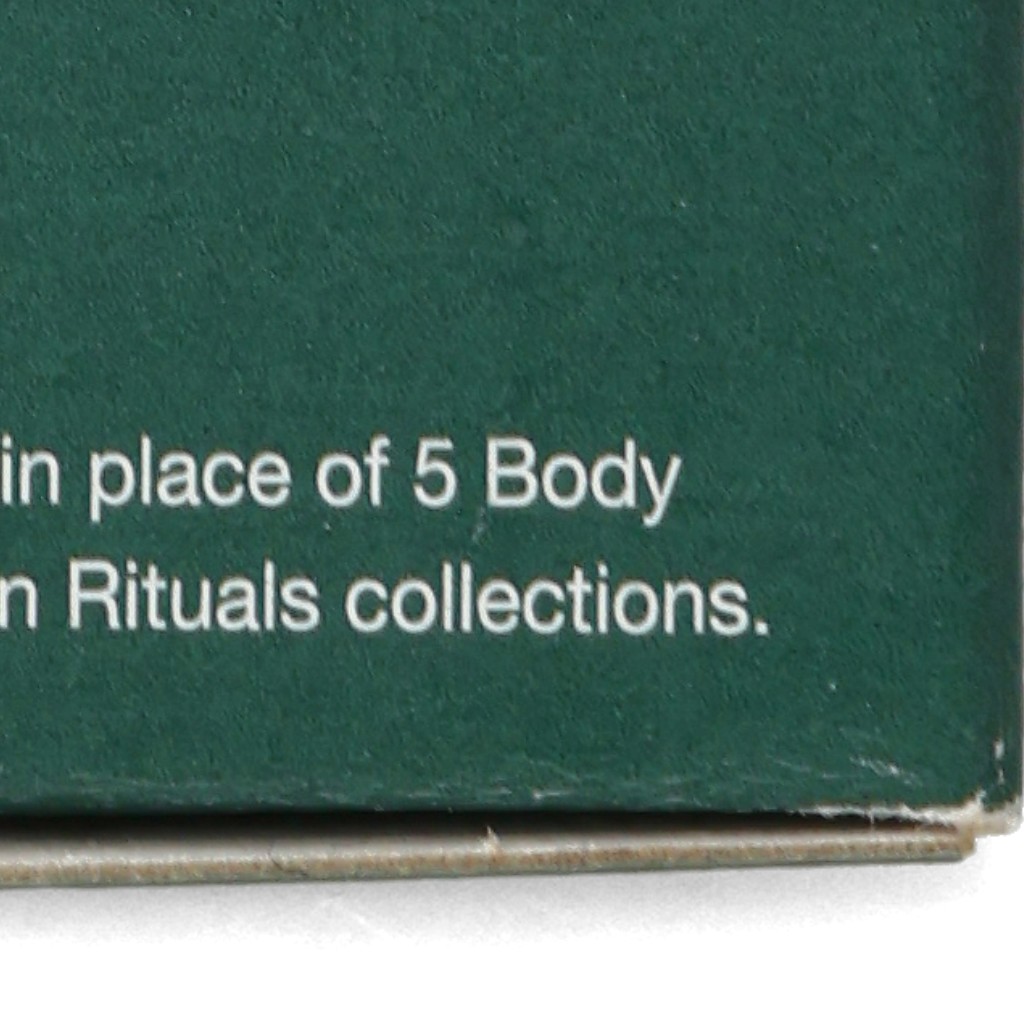 in place of 5 Body
n Rituals collections.